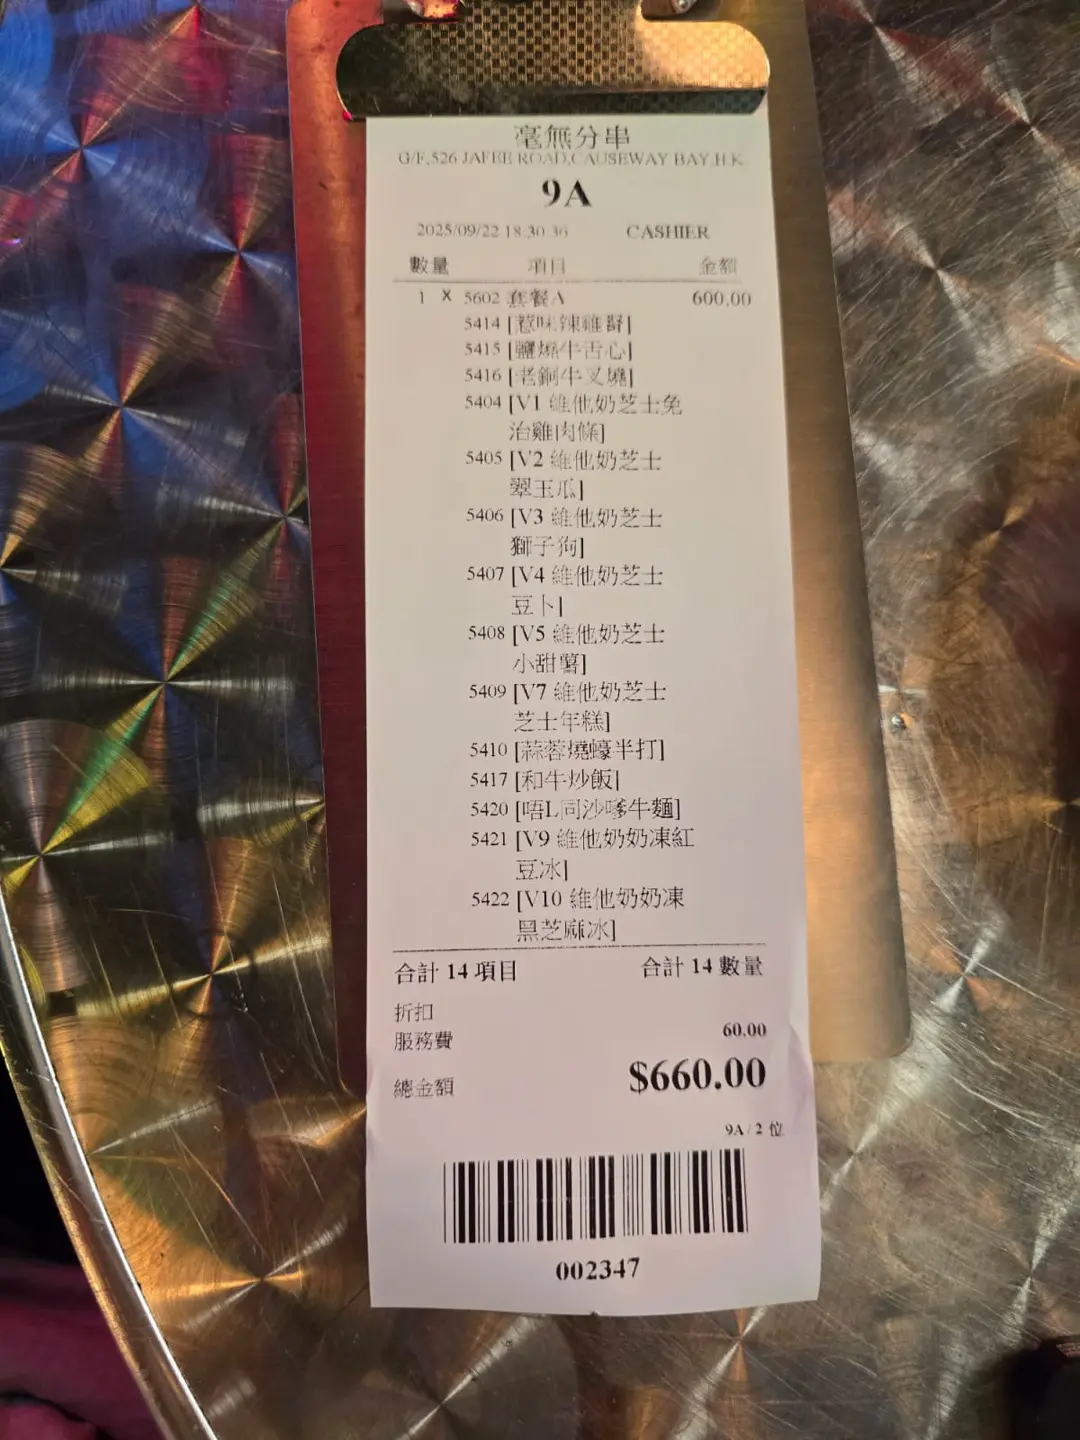 毫無分串
G/F,526 JAFEE ROAD,CAUSEWAY BAY,H.K.
9A
2025/09/22 18:30:36 CASHIER
數量 項目 金額
1 X 5602 套餐A 600.00
5414 [惹味辣雞腎]
5415 [鹽燒牛舌心]
5416 [老銅牛叉燒]
5404 [V1 維他奶芝士免
治雞肉條]
5405 [V2 維他奶芝士
翠玉瓜]
5406 [V3 維他奶芝士
獅子狗]
5407 [V4 維他奶芝士
豆卜]
5408 [V5 維他奶芝士
小甜薯]
5409 [V7 維他奶芝士
芝士年糕]
5410 [蒜蓉燒蠔半打]
5417 [和牛炒飯]
5420 [唔L同沙嗲牛麵]
5421 [V9 維他奶奶凍紅
豆冰]
5422 [V10 維他奶奶凍
黑芝麻冰]
合計 14 項目 合計 14 數量
折扣
服務費 60.00
總金額 $660.00
9A / 2 位
002347